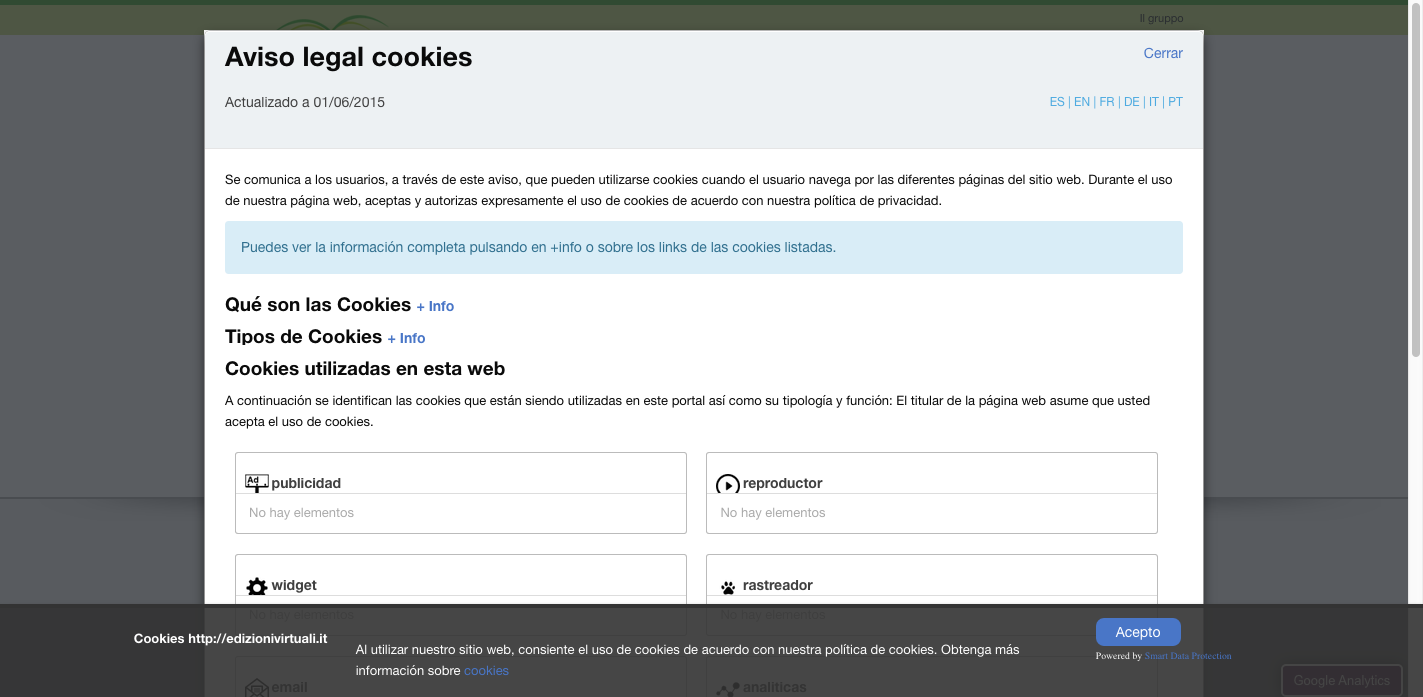 Il gruppo
Aviso legal cookies
Cerrar
Actualizado a 01/06/2015
ES | EN | FR | DE | IT | PT
Se comunica a los usuarios, a través de este aviso, que pueden utilizarse cookies cuando el usuario navega por las diferentes páginas del sitio web. Durante el uso
de nuestra página web, aceptas y autorizas expresamente el uso de cookies de acuerdo con nuestra política de privacidad.
Puedes ver la información completa pulsando en +info o sobre los links de las cookies listadas.
Qué son las Cookies + Info
Tipos de Cookies + Info
Cookies utilizadas en esta web
A continuación se identifican las cookies que están siendo utilizadas en este portal así como su tipología y función: El titular de la página web asume que usted
acepta el uso de cookies.
Ad publicidad
No hay elementos
reproductor
No hay elementos
widget
No hay elementos
rastreador
No hay elementos
Cookies http://edizionivirtuali.it
Al utilizar nuestro sitio web, consiente el uso de cookies de acuerdo con nuestra política de cookies. Obtenga más
información sobre cookies
Acepto
Powered by Smart Data Protection
email
analiticas
Google Analytics